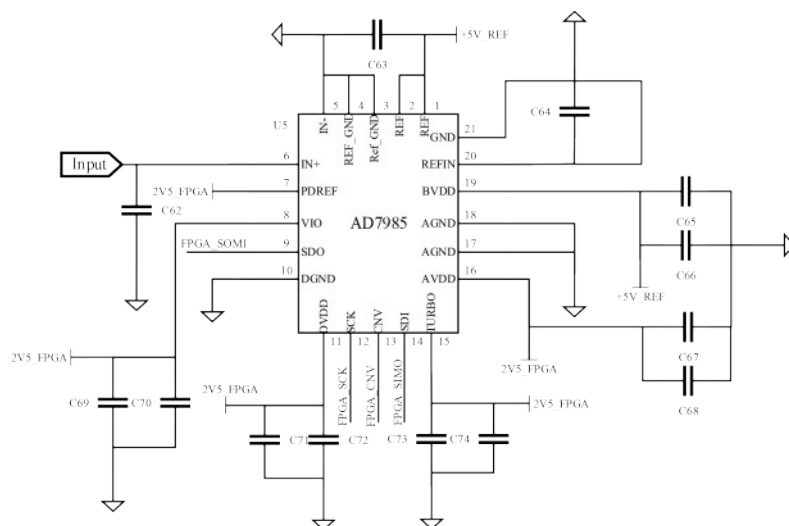 +5V_REF
C63
5 4 3 2 1
U5
IN-
REF_GND
Ref_GND
REF
REF
GND
21
C64
Input
6
IN+
REFIN
20
2V5_FPGA
7
PDREF
BVDD
19
C62
C65
8
VIO
AD7985
AGND
18
FPGA_SOMI
9
SDO
AGND
17
C66
10
DGND
AVDD
16
+5V_REF
DVDD
SCK
CNV
SDI
TURBO
11 12 13 14 15
C67
2V5_FPGA
2V5_FPGA
C68
2V5_FPGA
FPGA_SCK
FPGA_CNV
FPGA_SIMO
2V5_FPGA
C69
C70
C71
C72
C73
C74